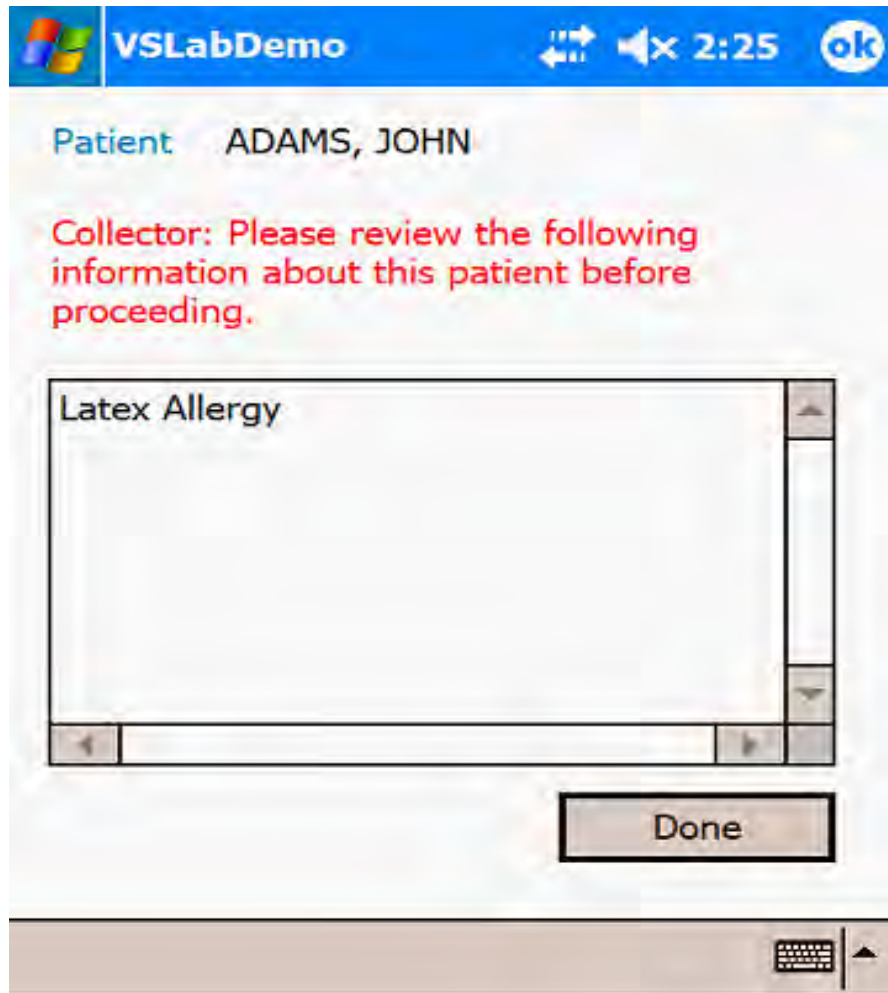 VSLabDemo 2:25 ok
Patient ADAMS, JOHN
Collector: Please review the following
information about this patient before
proceeding.
Latex Allergy
Done